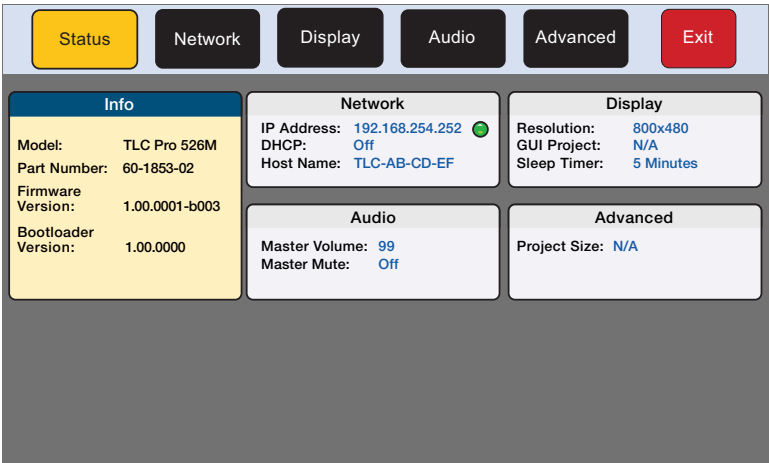 Status Network Display Audio Advanced Exit
Info
Model: TLC Pro 526M
Part Number: 60-1853-02
Firmware
Version: 1.00.0001-b003
Bootloader
Version: 1.00.0000
Network
IP Address: 192.168.254.252
DHCP: Off
Host Name: TLC-AB-CD-EF
Display
Resolution: 800x480
GUI Project: N/A
Sleep Timer: 5 Minutes
Audio
Master Volume: 99
Master Mute: Off
Advanced
Project Size: N/A